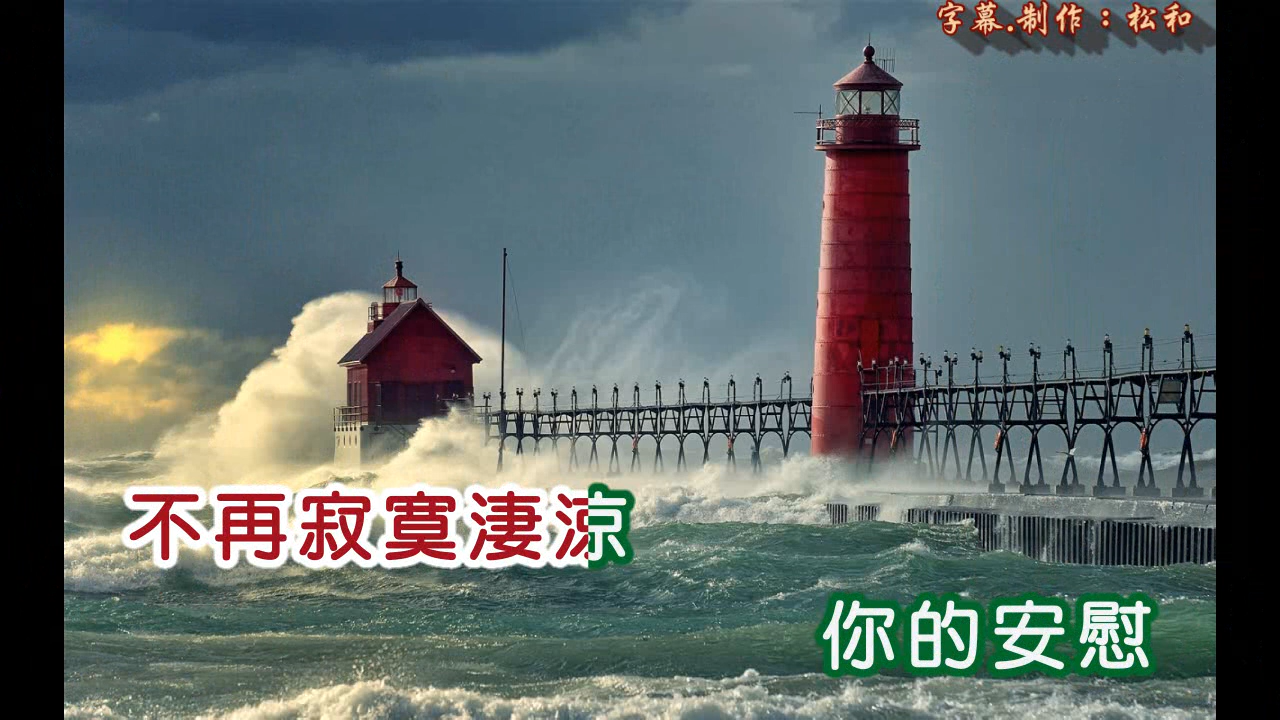 字幕.制作：松和
不再寂寞淒涼
你的安慰